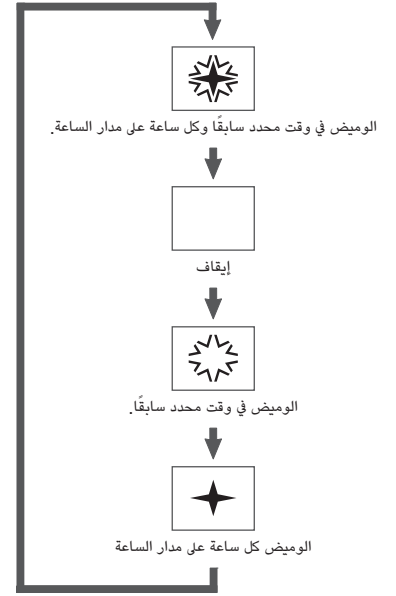 الوميض في وقت محدد سابقًا وكل ساعة على مدار الساعة.
إيقاف
الوميض في وقت محدد سابقًا.
الوميض كل ساعة على مدار الساعة